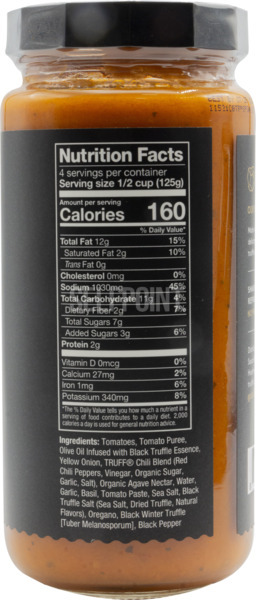 Nutrition Facts
4 servings per container
Serving size 1/2 cup (125g)
Amount per serving
Calories 160
% Daily Value*
Total Fat 12g 15%
Saturated Fat 2g 10%
Trans Fat 0g
Cholesterol 0mg 0%
Sodium 1030mg 45%
Total Carbohydrate 11g 4%
Dietary Fiber 2g 7%
Total Sugars 7g
Added Sugars 3g 6%
Protein 2g
Vitamin D 0mcg 0%
Calcium 27mg 2%
Iron 1mg 6%
Potassium 340mg 8%
*The % Daily Value tells you how much a nutrient in a
serving of food contributes to a daily diet. 2,000
calories a day is used for general nutrition advice.
Ingredients: Tomatoes, Tomato Puree,
Olive Oil Infused with Black Truffle Essence,
Yellow Onion, TRUFF® Chili Blend (Red
Chili Peppers, Vinegar, Organic Sugar,
Garlic, Salt), Organic Agave Nectar, Water,
Garlic, Basil, Tomato Paste, Sea Salt, Black
Truffle Salt (Sea Salt, Dried Truffle, Natural
Flavors), Oregano, Black Winter Truffle
[Tuber Melanosporum], Black Pepper